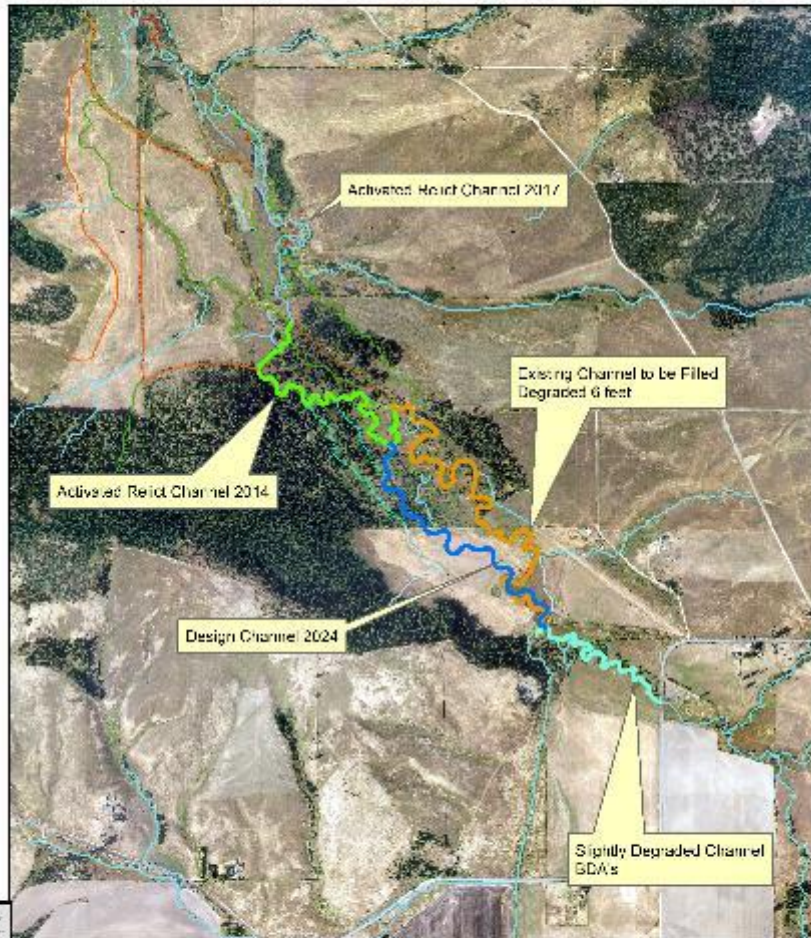 Activated Relict Channel 2017
Existing Channel to be Filled
Degraded 6 feet
Activated Relict Channel 2014
Design Channel 2024
Slightly Degraded Channel
BDA's